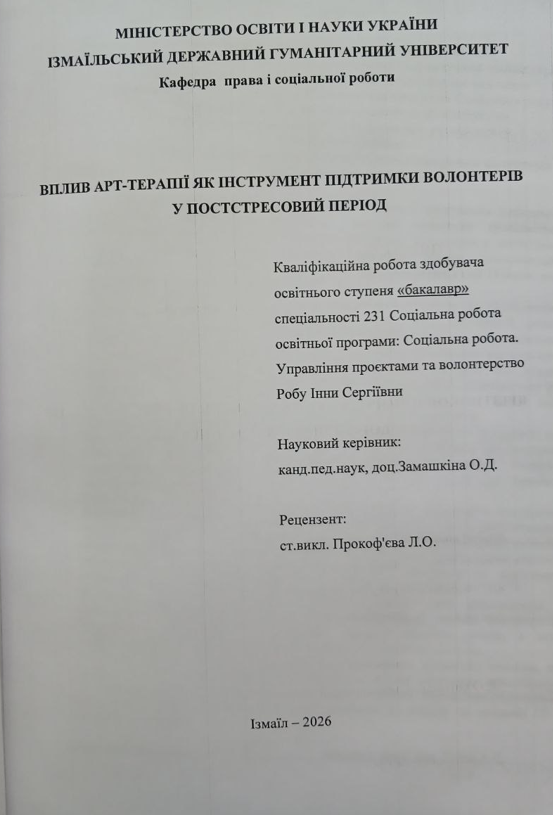 МІНІСТЕРСТВО ОСВІТИ І НАУКИ УКРАЇНИ
ІЗМАЇЛЬСЬКИЙ ДЕРЖАВНИЙ ГУМАНІТАРНИЙ УНІВЕРСИТЕТ
Кафедра права і соціальної роботи
ВПЛИВ АРТ-ТЕРАПІЇ ЯК ІНСТРУМЕНТ ПІДТРИМКИ ВОЛОНТЕРІВ
У ПОСТСТРЕСОВИЙ ПЕРІОД
Кваліфікаційна робота здобувача
освітнього ступеня «бакалавр»
спеціальності 231 Соціальна робота
освітньої програми: Соціальна робота.
Управління проєктами та волонтерство
Робу Інни Сергіївни
Науковий керівник:
канд.пед.наук, доц.Замашкіна О.Д.
Рецензент:
ст.викл. Прокоф'єва Л.О.
Ізмаїл – 2026